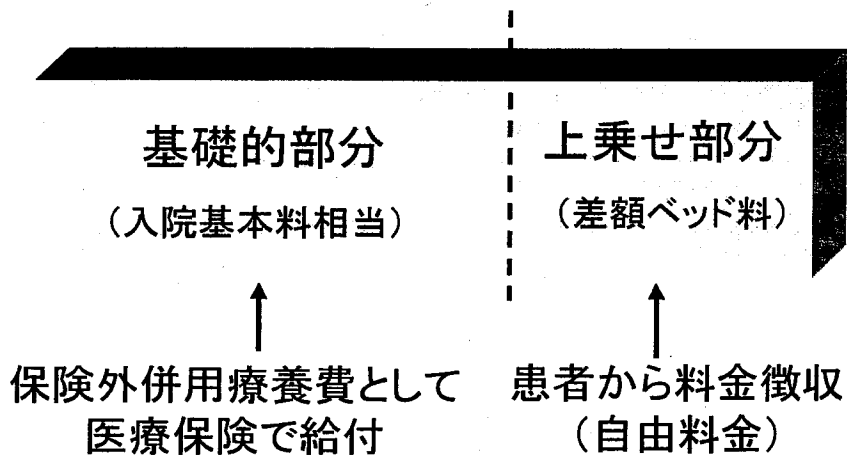 基礎的部分
(入院基本料相当)
上乗せ部分
(差額ベッド料)
保険外併用療養費として
医療保険で給付
患者から料金徴収
(自由料金)